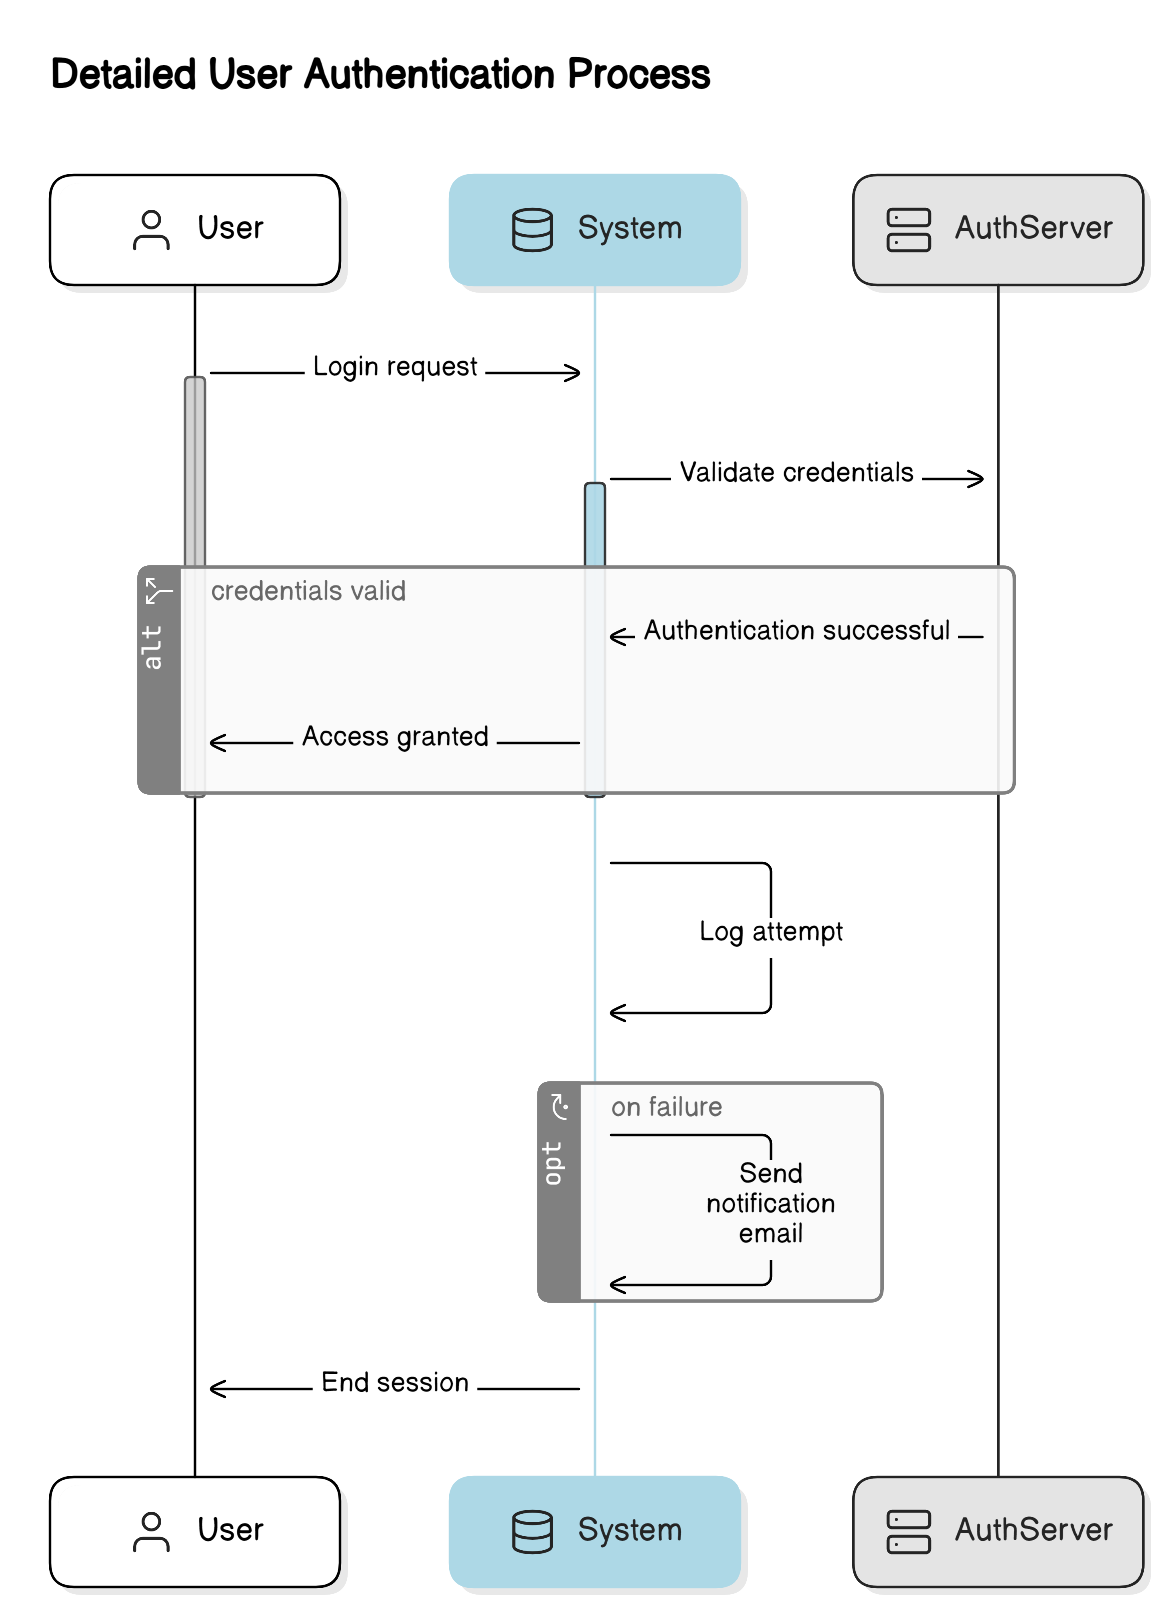 Detailed User Authentication Process
User
System
AuthServer
Login request
Validate credentials
alt
credentials valid
Authentication successful
Access granted
Log attempt
opt
on failure
Send
notification
email
End session
User
System
AuthServer